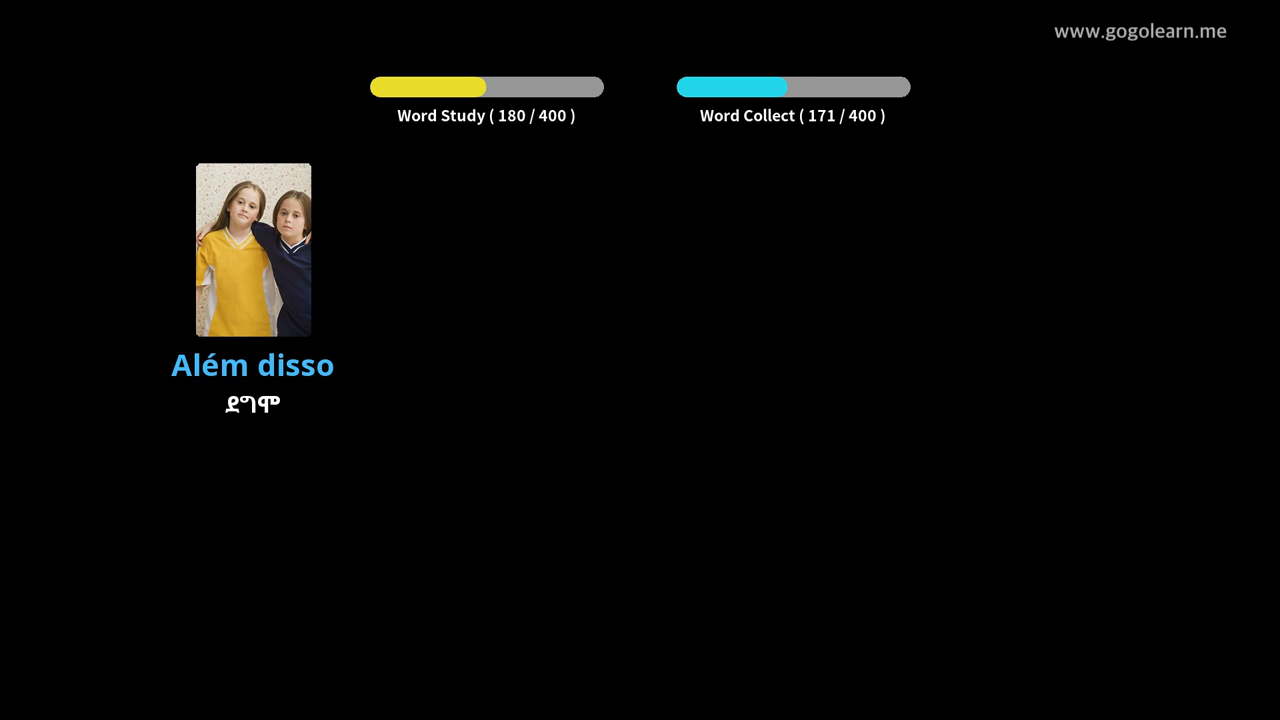 www.gogolearn.me
Word Study ( 180 / 400 )
Word Collect ( 171 / 400 )
Além disso
ደግሞ